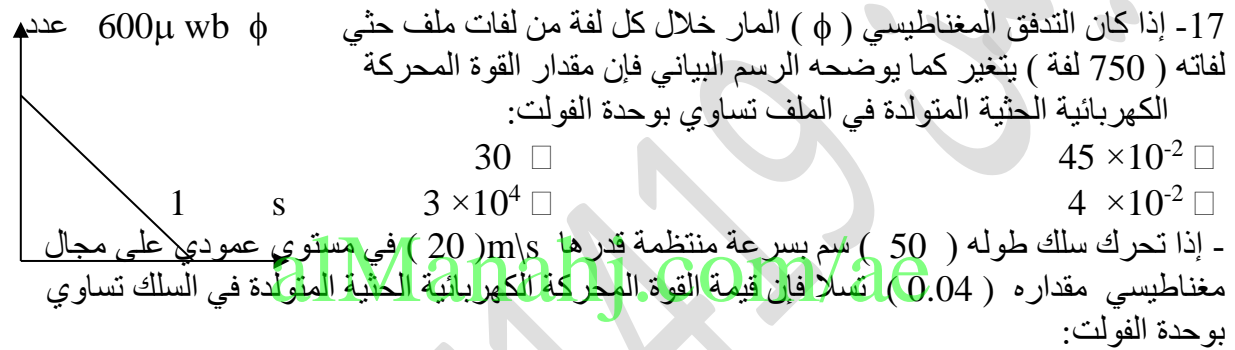 17- إذا كان التدفق المغناطيسي ( ϕ ) المار خلال كل لفة من لفات ملف حثي 600µ wb ϕ عدد
لفاته ( 750 لفة ) يتغير كما يوضحه الرسم البياني فإن مقدار القوة المحركة
الكهربائية الحثية المتولدة في الملف تساوي بوحدة الفولت:
□ 45 ×10⁻² □ 30
□ 4 ×10⁻² □ 3 ×10⁴ s 1
- إذا تحرك سلك طوله ( 50 ) سم بسرعة منتظمة قدرها m\s( 20 ) في مستوي عمودي على مجال
alManahj.com/ae
مغناطيسي مقداره ( 0.04 ) تسلا فإن قيمة القوة المحركة الكهربائية الحثية المتولدة في السلك تساوي
بوحدة الفولت: